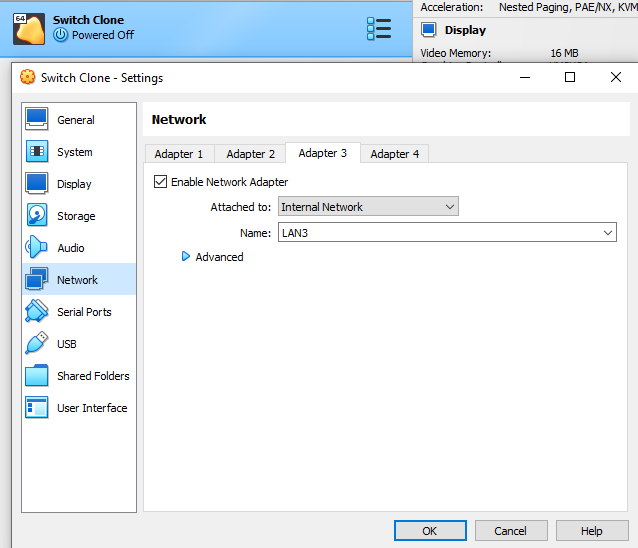 64
Switch Clone
Powered Off
Acceleration: Nested Paging, PAE/NX, KVM
Display
Video Memory: 16 MB
Switch Clone - Settings
General
System
Display
Storage
Audio
Network
Serial Ports
USB
Shared Folders
User Interface
Network
Adapter 1 Adapter 2 Adapter 3 Adapter 4
Enable Network Adapter
Attached to: Internal Network
Name: LAN3
Advanced
OK Cancel Help